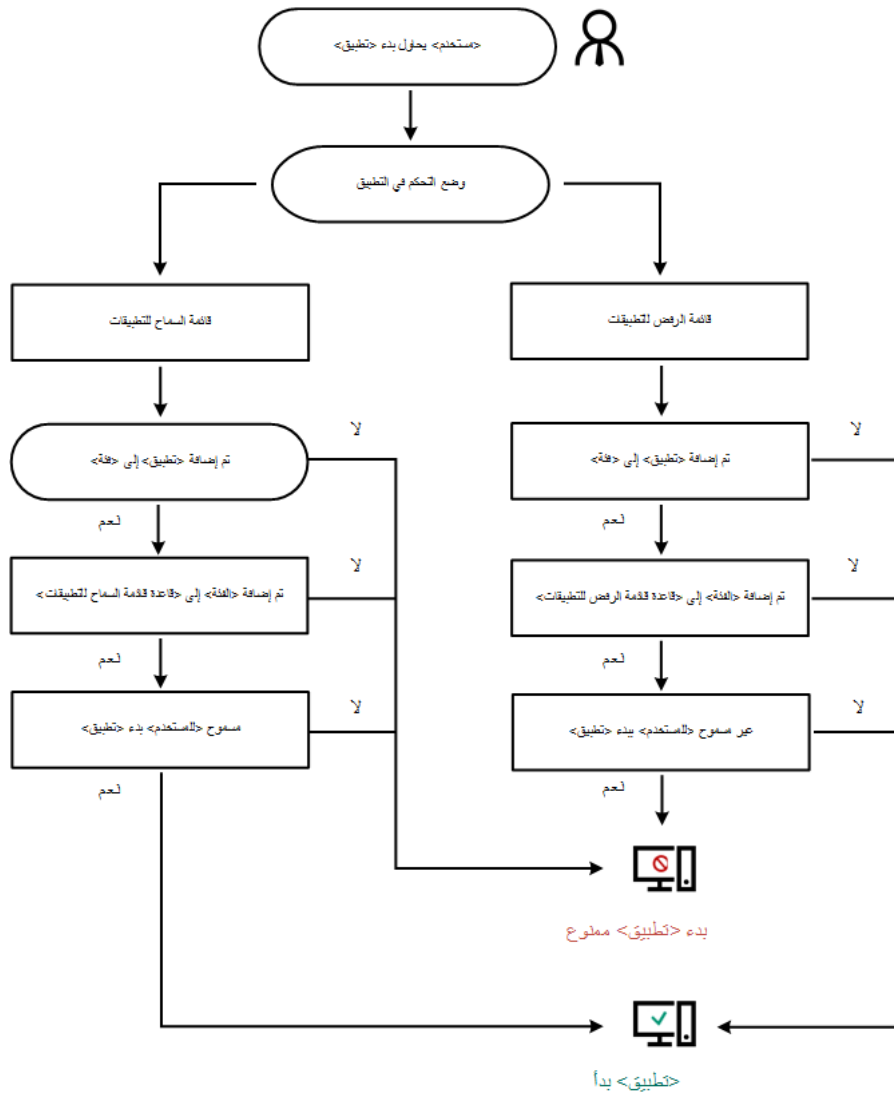 <مستخدم> يحاول بدء <تطبيق>
وضع التحكم في التطبيق
قائمة السماح للتطبيقات
قائمة الرفض للتطبيقات
تم إضافة <تطبيق> إلى <فئة>
لا
تم إضافة <تطبيق> إلى <فئة>
لا
نعم
نعم
تم إضافة <الفئة> إلى <قاعدة قائمة السماح للتطبيقات>
لا
تم إضافة <الفئة> إلى <قاعدة قائمة الرفض للتطبيقات>
لا
نعم
نعم
مسموح <للمستخدم> بدء <تطبيق>
لا
غير مسموح <للمستخدم> ببدء <تطبيق>
لا
نعم
نعم
بدء <تطبيق> ممنوع
<تطبيق> بدأ